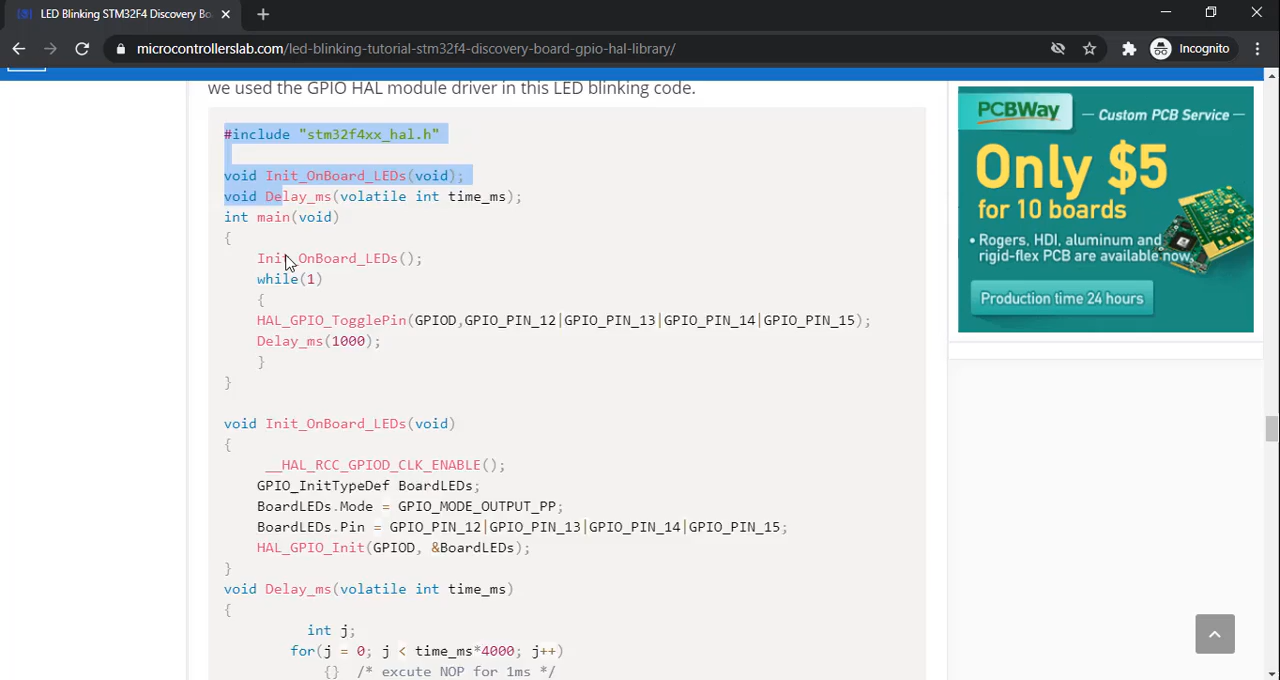 LED Blinking STM32F4 Discovery Bo
microcontrollerslab.com/led-blinking-tutorial-stm32f4-discovery-board-gpio-hal-library/
Incognito
we used the GPIO HAL module driver in this LED blinking code.
#include "stm32f4xx_hal.h"
void Init_OnBoard_LEDs(void);
void Delay_ms(volatile int time_ms);
int main(void)
{
Init_OnBoard_LEDs();
while(1)
{
HAL_GPIO_TogglePin(GPIOD,GPIO_PIN_12|GPIO_PIN_13|GPIO_PIN_14|GPIO_PIN_15);
Delay_ms(1000);
}
}
void Init_OnBoard_LEDs(void)
{
__HAL_RCC_GPIOD_CLK_ENABLE();
GPIO_InitTypeDef BoardLEDs;
BoardLEDs.Mode = GPIO_MODE_OUTPUT_PP;
BoardLEDs.Pin = GPIO_PIN_12|GPIO_PIN_13|GPIO_PIN_14|GPIO_PIN_15;
HAL_GPIO_Init(GPIOD, &BoardLEDs);
}
void Delay_ms(volatile int time_ms)
{
int j;
for(j = 0; j < time_ms*4000; j++)
{} /* excute NOP for 1ms */
PCBWay — Custom PCB Service —
Only $5
for 10 boards
• Rogers, HDI, aluminum and
rigid-flex PCB are available now,
Production time 24 hours